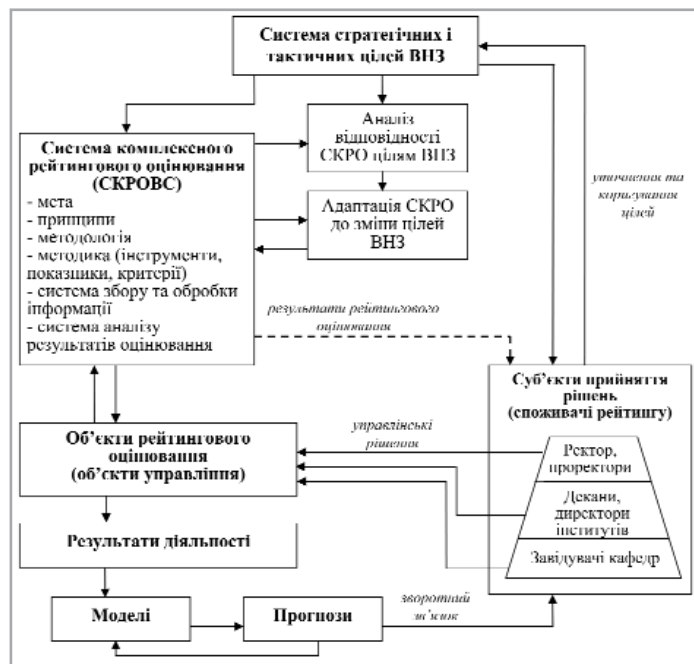 Система стратегічних і
тактичних цілей ВНЗ
Аналіз
відповідності
СКРО цілям ВНЗ
Система комплексного
рейтингового оцінювання
(СКРОВС)
- мета
- принципи
- методологія
- методика (інструменти,
показники, критерії)
- система збору та обробки
інформації
- система аналізу
результатів оцінювання
Адаптація СКРО
до зміни цілей
ВНЗ
уточнення та
коригування
цілей
результати рейтингового
оцінювання
Суб’єкти прийняття
рішень
(споживачі рейтингу)
Ректор,
проректори
Декани,
директори
інститутів
Завідувачі кафедр
управлінські
рішення
Об’єкти рейтингового
оцінювання
(об’єкти управління)
Результати діяльності
Моделі
Прогнози
зворотний
зв’язок